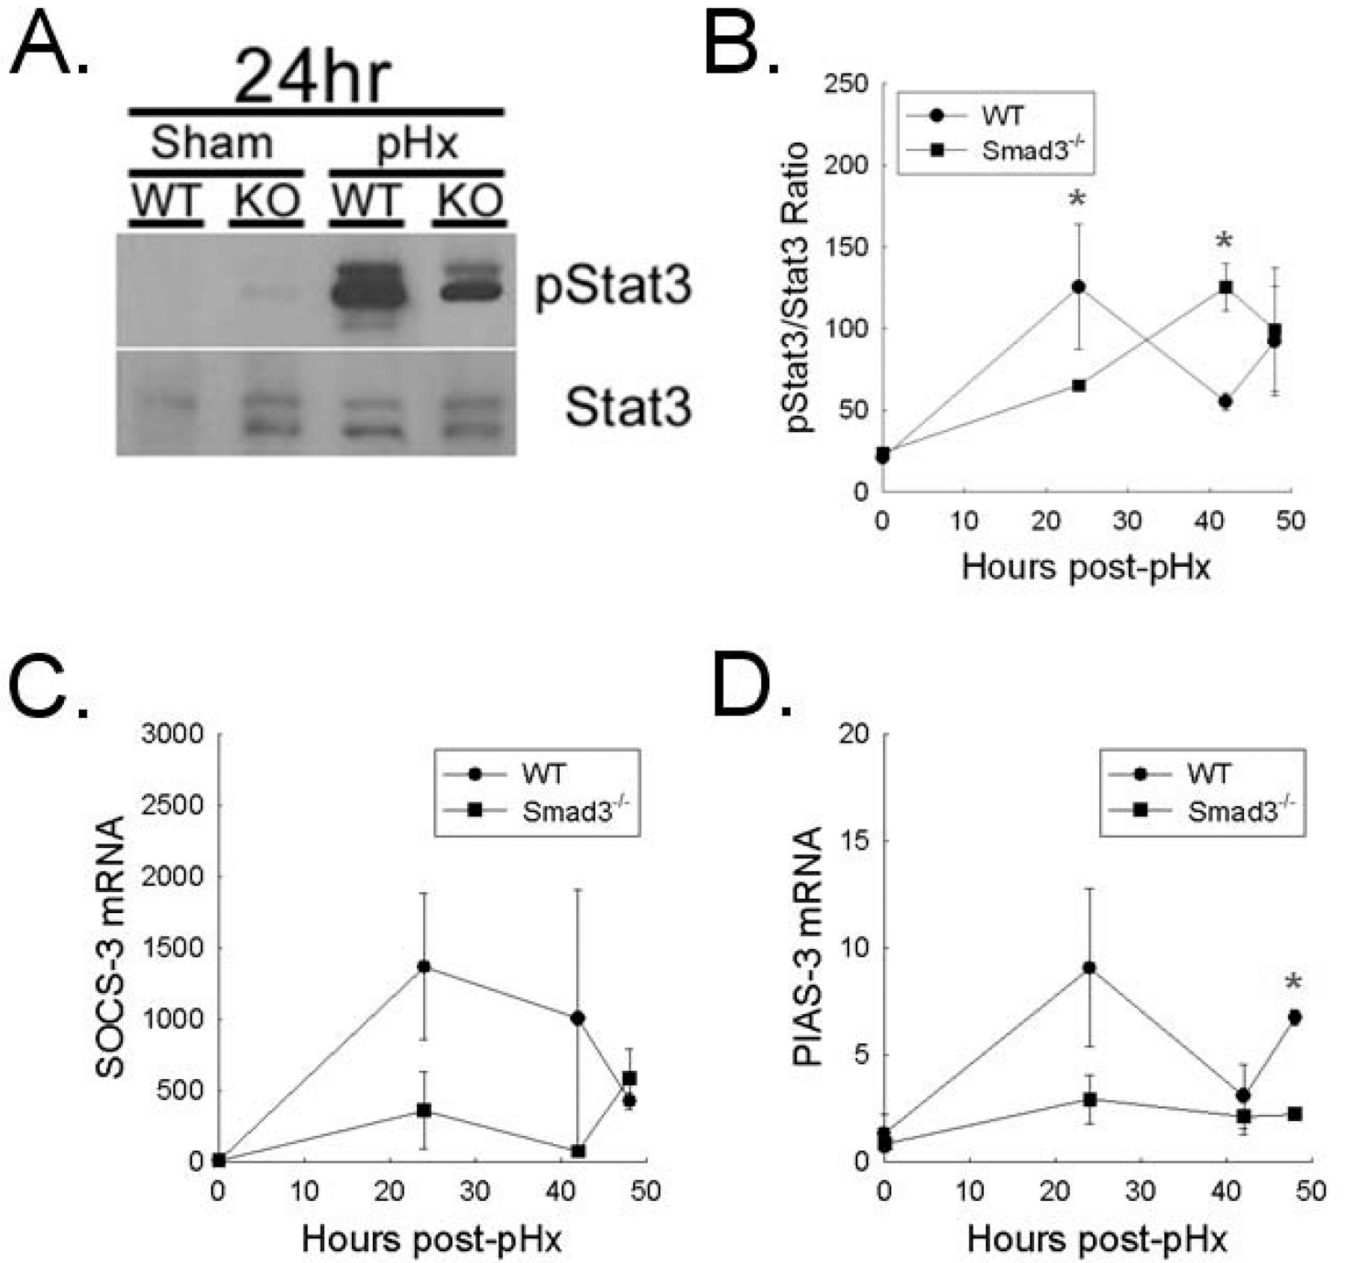 A.
24hr
Sham pHx
WT KO WT KO
pStat3
Stat3
B.
250
200
150
100
50
0
pStat3/Stat3 Ratio
WT
Smad3-/-
*
*
0 10 20 30 40 50
Hours post-pHx
C.
3000
2500
2000
1500
1000
500
0
SOCS-3 mRNA
WT
Smad3-/-
0 10 20 30 40 50
Hours post-pHx
D.
20
15
10
5
0
PIAS-3 mRNA
WT
Smad3-/-
*
0 10 20 30 40 50
Hours post-pHx